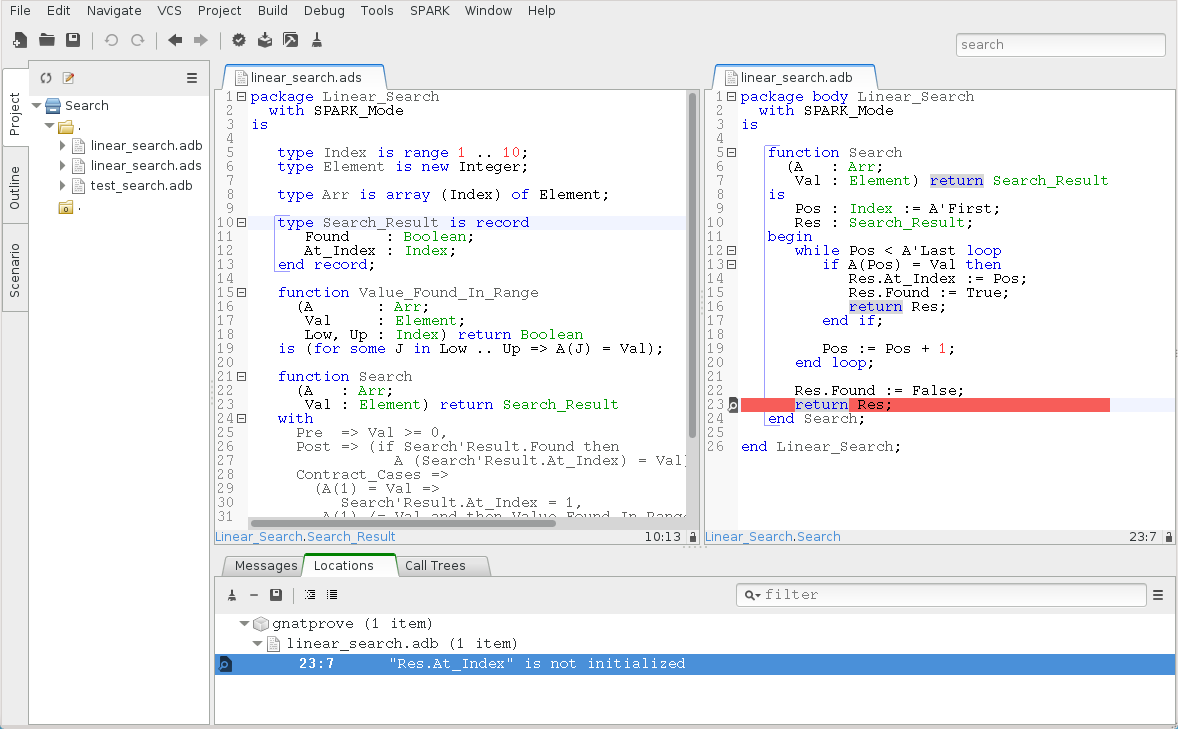 File Edit Navigate VCS Project Build Debug Tools SPARK Window Help
search
Project
Outline
Scenario
Search
.
linear_search.adb
linear_search.ads
test_search.adb
.
linear_search.ads
1 package Linear_Search
2 with SPARK_Mode
3 is
4
5 type Index is range 1 .. 10;
6 type Element is new Integer;
7
8 type Arr is array (Index) of Element;
9
10 type Search_Result is record
11 Found : Boolean;
12 At_Index : Index;
13 end record;
14
15 function Value_Found_In_Range
16 (A : Arr;
17 Val : Element;
18 Low, Up : Index) return Boolean
19 is (for some J in Low .. Up => A(J) = Val);
20
21 function Search
22 (A : Arr;
23 Val : Element) return Search_Result
24 with
25 Pre => Val >= 0,
26 Post => (if Search'Result.Found then
27 A (Search'Result.At_Index) = Val)
28 Contract_Cases =>
29 (A(1) = Val =>
30 Search'Result.At_Index = 1,
31 A(1) /= Val and then Value_Found_In_Range
Linear_Search.Search_Result 10:13
linear_search.adb
1 package body Linear_Search
2 with SPARK_Mode
3 is
4
5 function Search
6 (A : Arr;
7 Val : Element) return Search_Result
8 is
9 Pos : Index := A'First;
10 Res : Search_Result;
11 begin
12 while Pos < A'Last loop
13 if A(Pos) = Val then
14 Res.At_Index := Pos;
15 Res.Found := True;
16 return Res;
17 end if;
18
19 Pos := Pos + 1;
20 end loop;
21
22 Res.Found := False;
23 return Res;
24 end Search;
25
26 end Linear_Search;
Linear_Search.Search 23:7
Messages Locations Call Trees
filter
gnatprove (1 item)
linear_search.adb (1 item)
23:7 "Res.At_Index" is not initialized